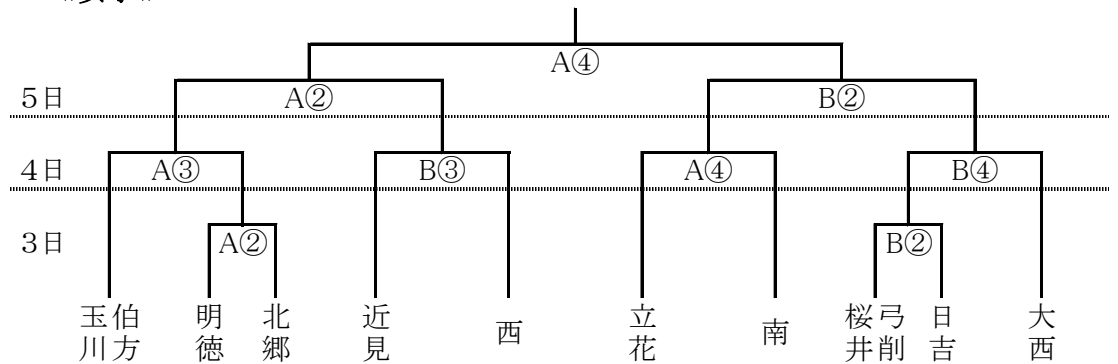 A④
5日 A② B②
4日 A③ B③ A④ B④
3日 A② B②
玉川 伯方 明徳 北郷 近見 西 立花 南 桜井 弓削 日吉 大西